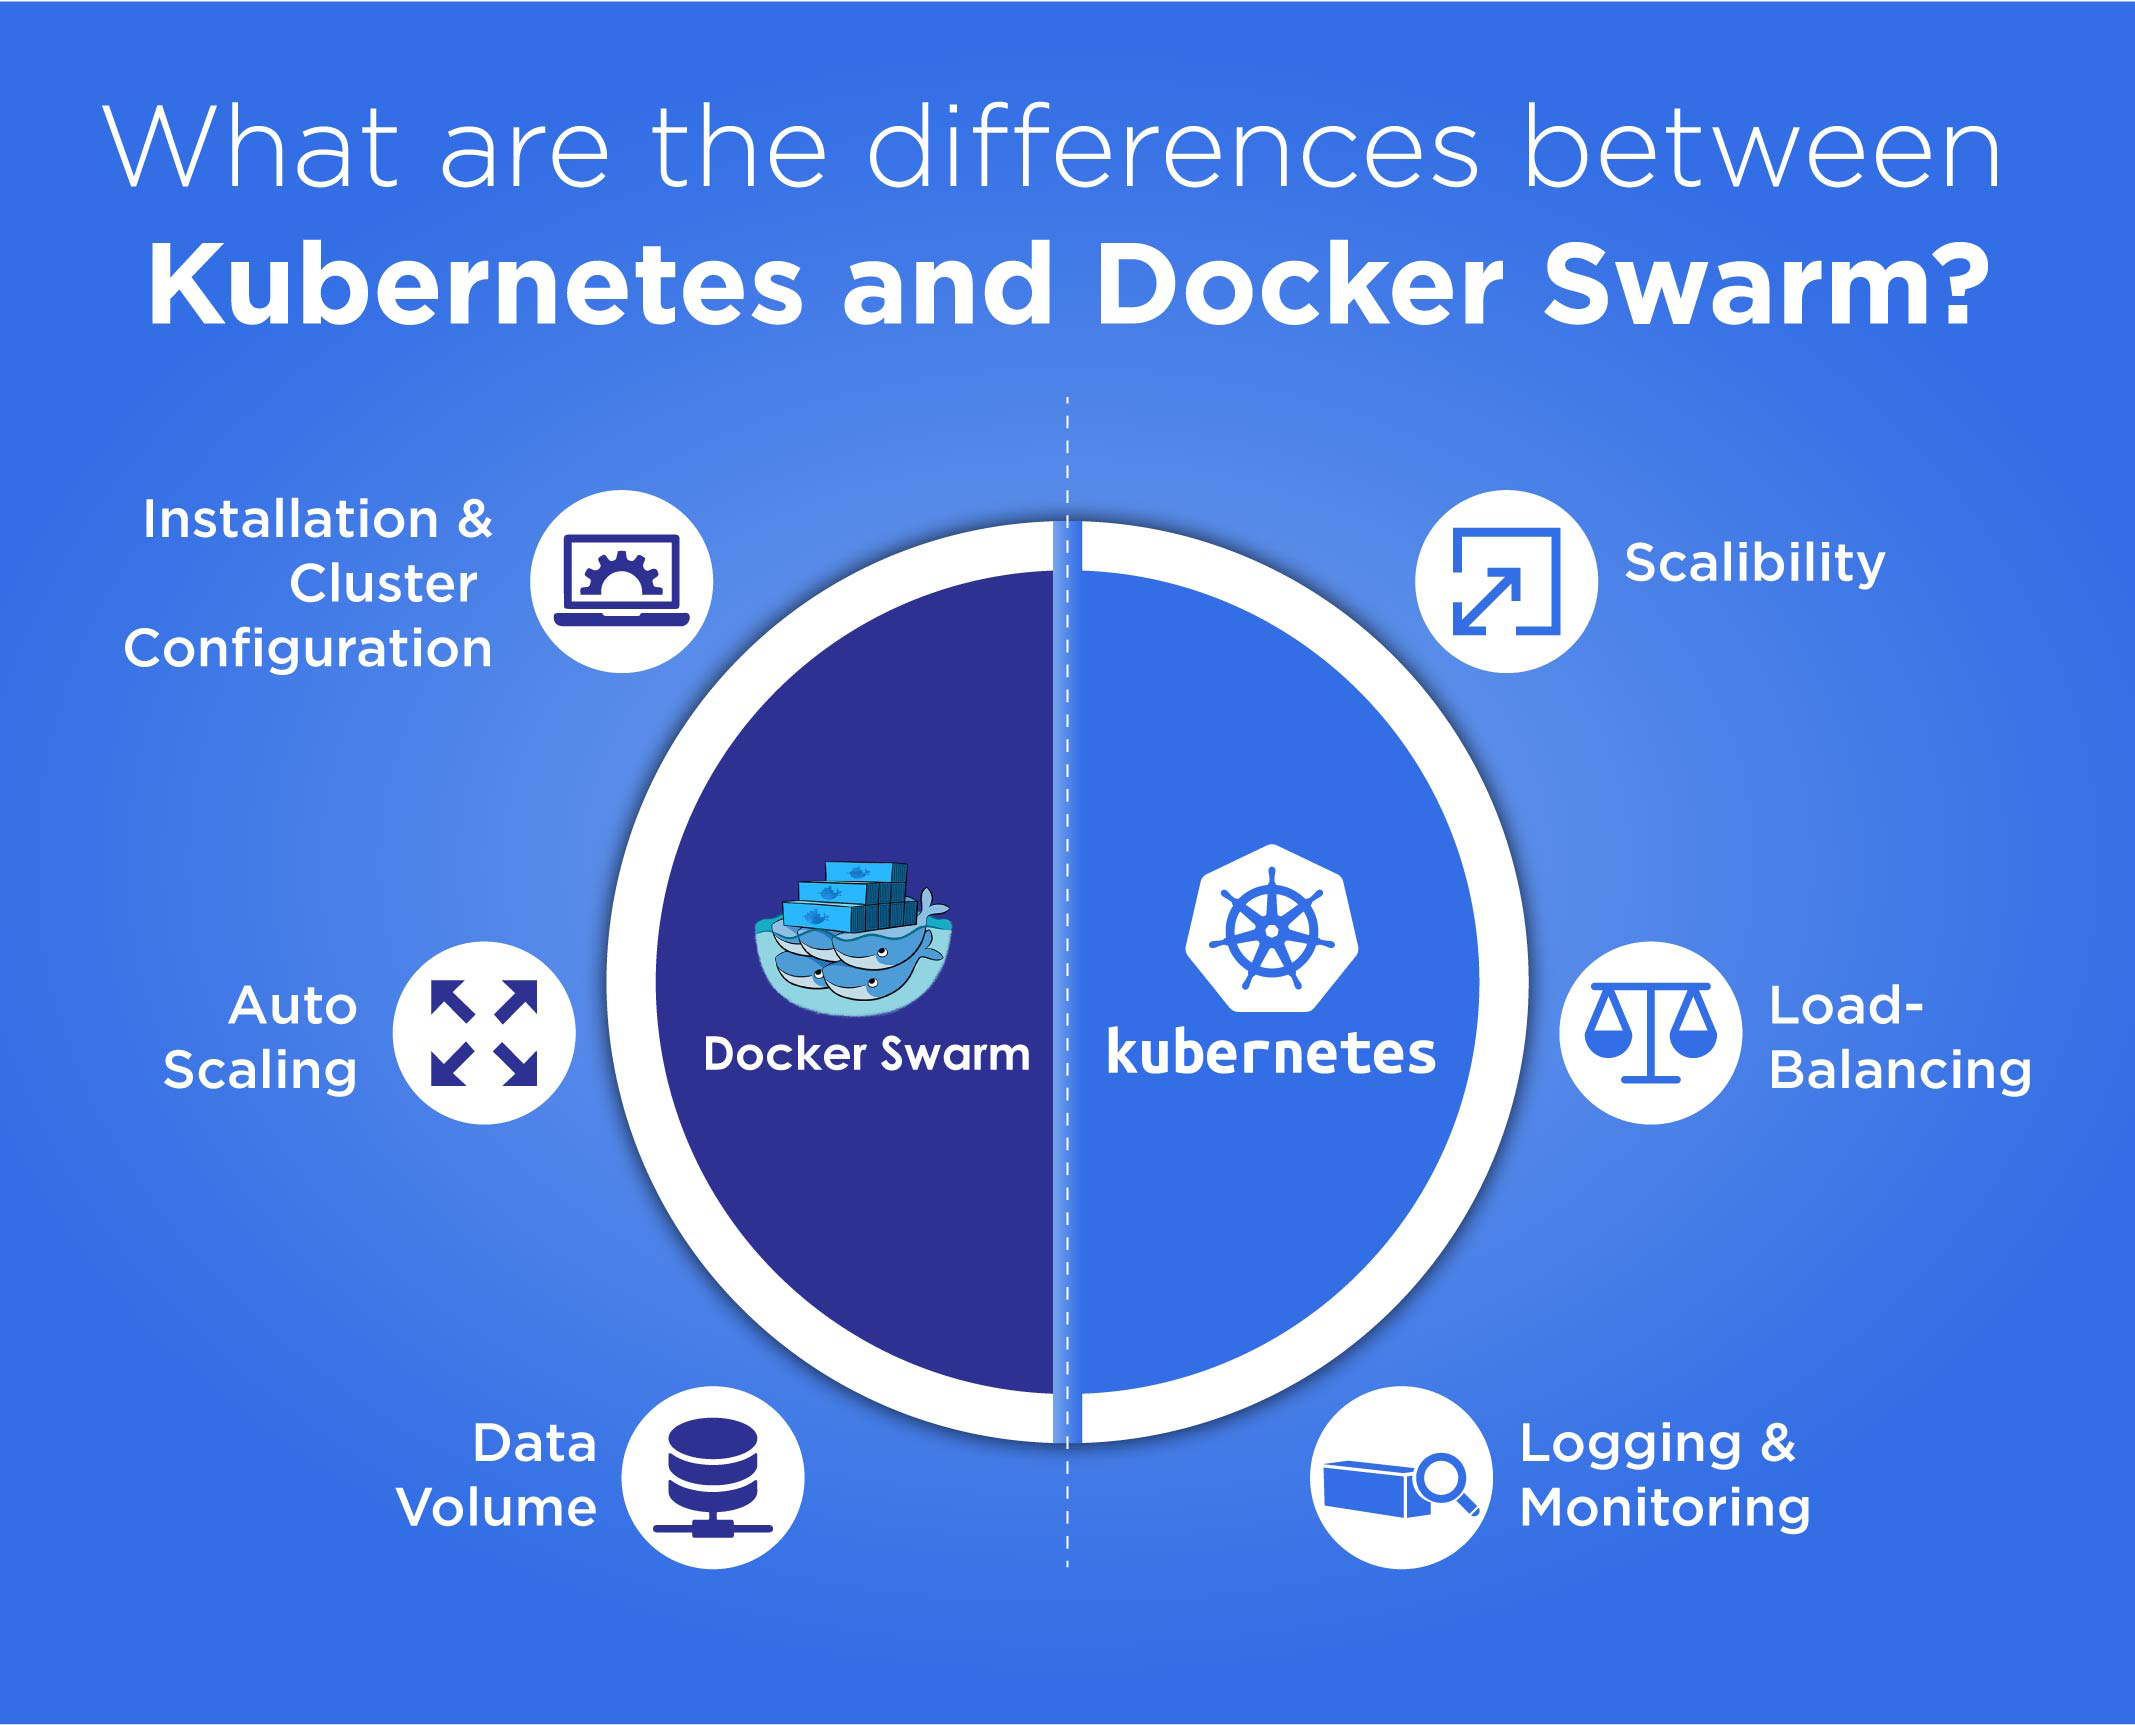 What are the differences between
Kubernetes and Docker Swarm?
Installation &
Cluster
Configuration
Scalibility
Auto
Scaling
Docker Swarm
kubernetes
Load-
Balancing
Data
Volume
Logging &
Monitoring